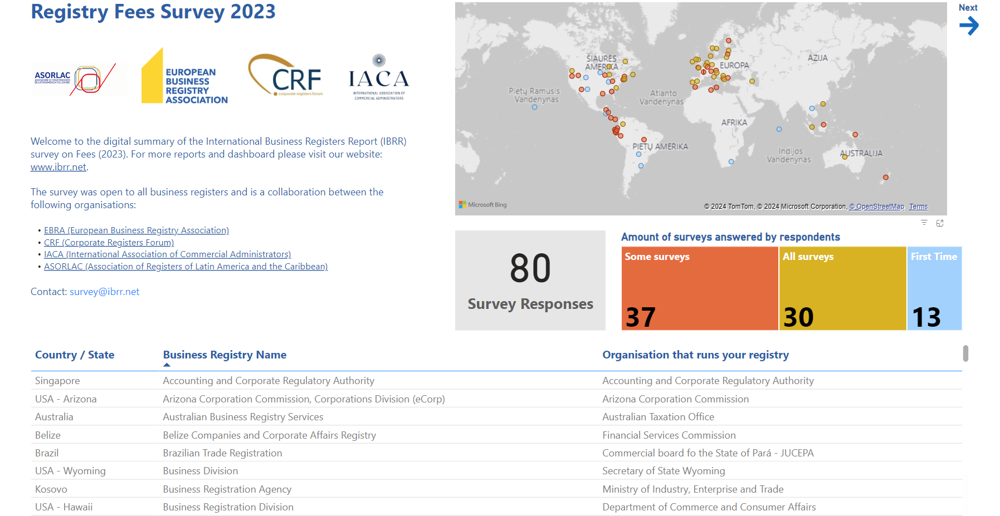 Registry Fees Survey 2023
ASORLAC
ASOCIACIÓN DE REGISTRADORES
DE LATINOAMÉRICA Y EL CARIBE
EUROPEAN
BUSINESS
REGISTRY
ASSOCIATION
CRF
corporate registers forum
IACA
INTERNATIONAL ASSOCIATION OF
COMMERCIAL ADMINISTRATORS
Welcome to the digital summary of the International Business Registers Report (IBRR)
survey on Fees (2023). For more reports and dashboard please visit our website:
www.ibrr.net.
The survey was open to all business registers and is a collaboration between the
following organisations:
• EBRA (European Business Registry Association)
• CRF (Corporate Registers Forum)
• IACA (International Association of Commercial Administrators)
• ASORLAC (Association of Registers of Latin America and the Caribbean)
Contact: survey@ibrr.net
Next
ŠIAURĖS
AMERIKA
EUROPA
AZIJA
Pietų Ramusis
Vandenynas
Atlanto
Vandenynas
AFRIKA
PIETŲ AMERIKA
Indijos
Vandenynas
AUSTRALIJA
Microsoft Bing
© 2024 TomTom, © 2024 Microsoft Corporation, © OpenStreetMap Terms
80
Survey Responses
Amount of surveys answered by respondents
Some surveys
37
All surveys
30
First Time
13
Country / State Business Registry Name Organisation that runs your registry
Singapore Accounting and Corporate Regulatory Authority Accounting and Corporate Regulatory Authority
USA - Arizona Arizona Corporation Commission, Corporations Division (eCorp) Arizona Corporation Commission
Australia Australian Business Registry Services Australian Taxation Office
Belize Belize Companies and Corporate Affairs Registry Financial Services Commission
Brazil Brazilian Trade Registration Commercial board fo the State of Pará - JUCEPA
USA - Wyoming Business Division Secretary of State Wyoming
Kosovo Business Registration Agency Ministry of Industry, Enterprise and Trade
USA - Hawaii Business Registration Division Department of Commerce and Consumer Affairs